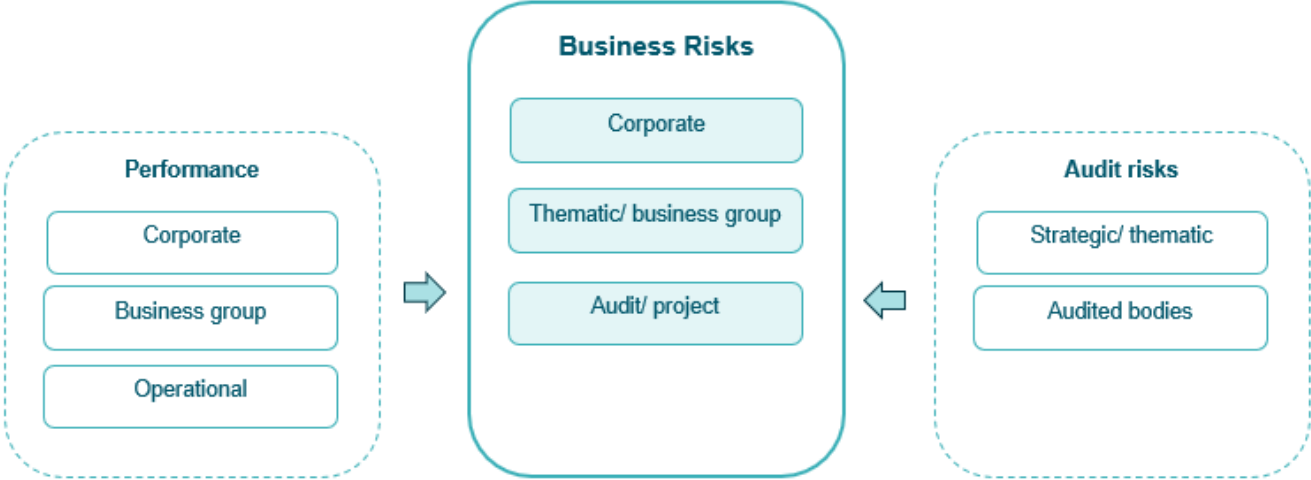 Business Risks
Corporate
Thematic/ business group
Audit/ project
Performance
Corporate
Business group
Operational
Audit risks
Strategic/ thematic
Audited bodies